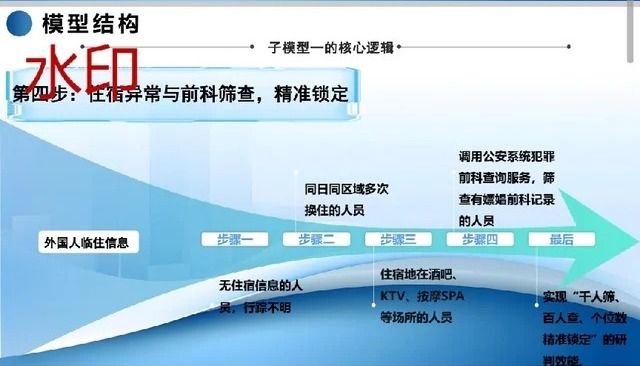 模型结构
子模型一的核心逻辑
水印
第四步：住宿异常与前科筛查，精准锁定
调用公安系统犯罪
前科查询服务，筛
查有嫖娼前科记录
的人员
同日同区域多次
换住的人员
外国人临住信息
步骤一
步骤二
步骤三
步骤四
最后
无住宿信息的人
员，行踪不明
住宿地在酒吧、
KTV、按摩SPA
等场所的人员
实现“千人筛、
百人查、个位数
精准锁定”的研
判效能。